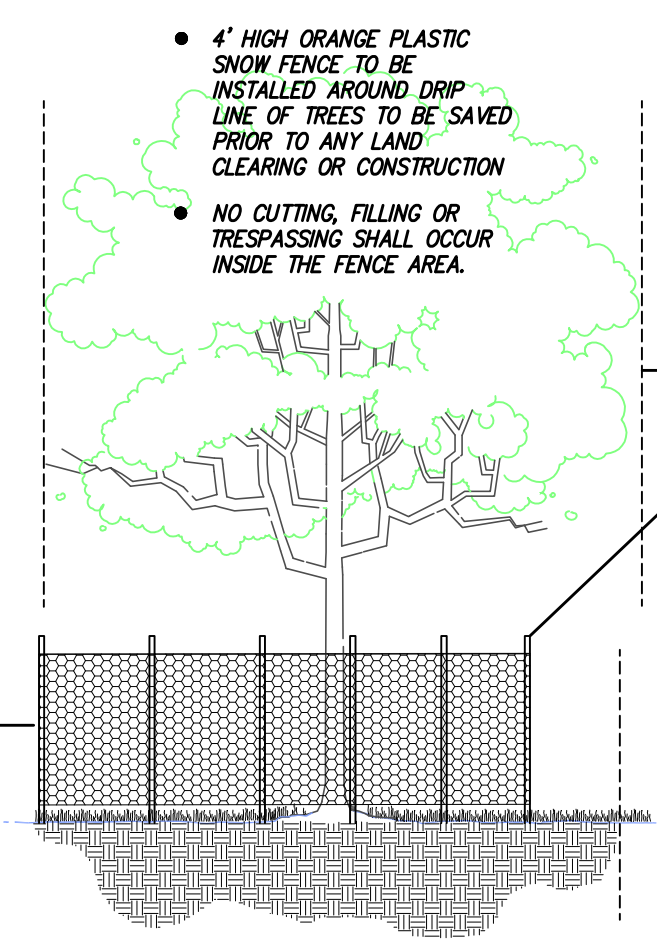 ● 4' HIGH ORANGE PLASTIC
SNOW FENCE TO BE
INSTALLED AROUND DRIP
LINE OF TREES TO BE SAVED
PRIOR TO ANY LAND
CLEARING OR CONSTRUCTION
● NO CUTTING, FILLING OR
TRESPASSING SHALL OCCUR
INSIDE THE FENCE AREA.